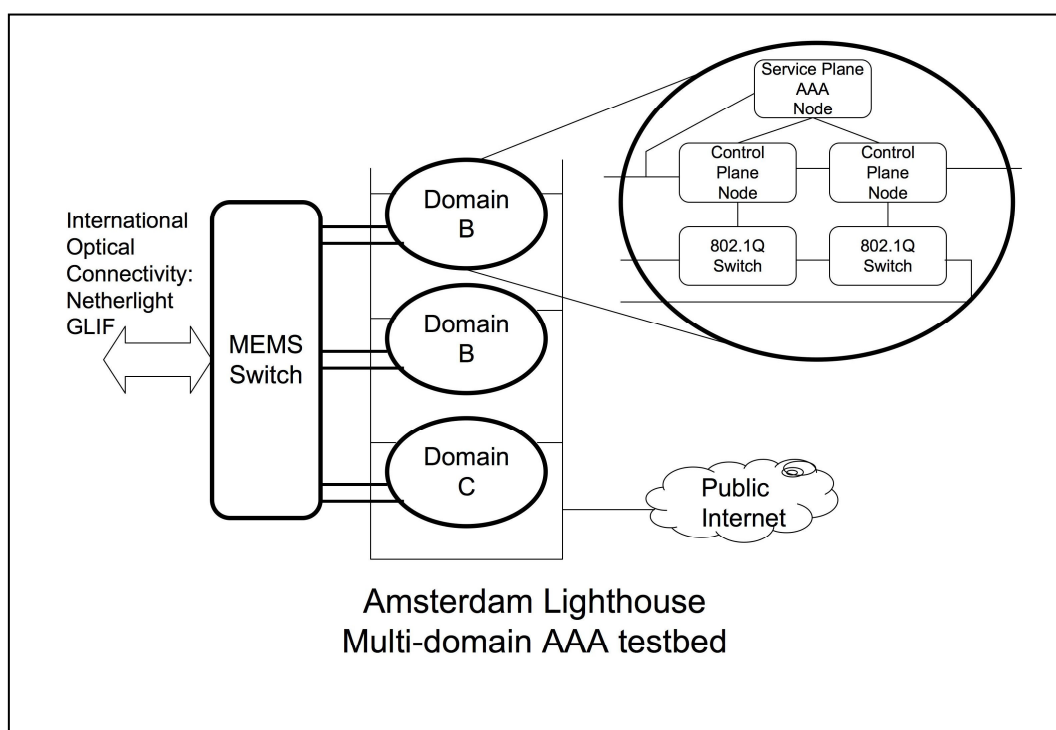 Service Plane
AAA
Node
Control
Plane
Node
Control
Plane
Node
802.1Q
Switch
802.1Q
Switch
International
Optical
Connectivity:
Netherlight
GLIF
MEMS
Switch
Domain
B
Domain
B
Domain
C
Public
Internet
Amsterdam Lighthouse
Multi-domain AAA testbed